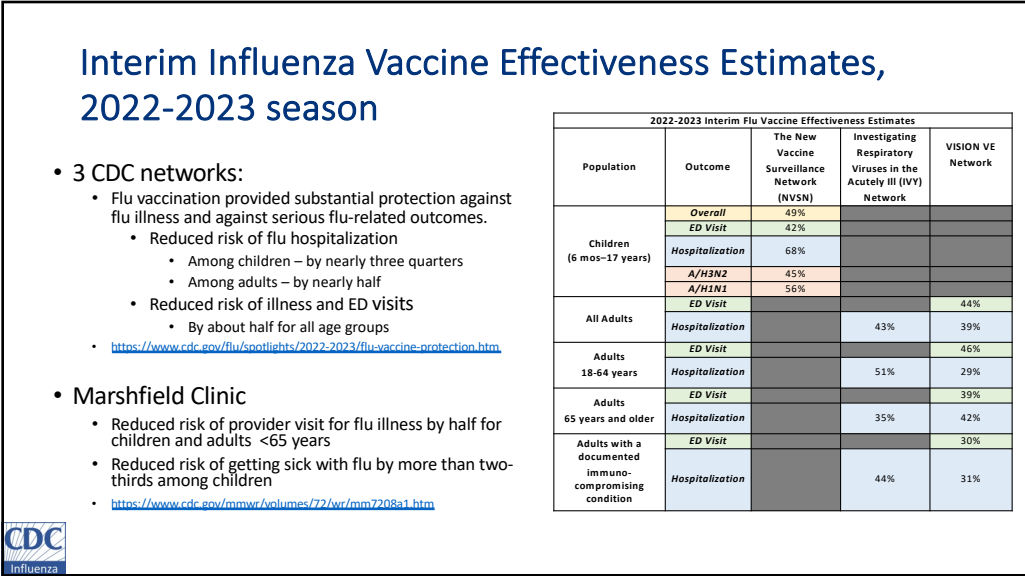 Interim Influenza Vaccine Effectiveness Estimates,
2022-2023 season
• 3 CDC networks:
• Flu vaccination provided substantial protection against
flu illness and against serious flu-related outcomes.
• Reduced risk of flu hospitalization
• Among children – by nearly three quarters
• Among adults – by nearly half
• Reduced risk of illness and ED visits
• By about half for all age groups
• https://www.cdc.gov/flu/spotlights/2022-2023/flu-vaccine-protection.htm
• Marshfield Clinic
• Reduced risk of provider visit for flu illness by half for
children and adults <65 years
• Reduced risk of getting sick with flu by more than two-
thirds among children
• https://www.cdc.gov/mmwr/volumes/72/wr/mm7208a1.htm
2022-2023 Interim Flu Vaccine Effectiveness Estimates
Population
Outcome
The New
Vaccine
Surveillance
Network
(NVSN)
Investigating
Respiratory
Viruses in the
Acutely Ill (IVY)
Network
VISION VE
Network
Children
(6 mos–17 years)
Overall 49%
ED Visit 42%
Hospitalization 68%
A/H3N2 45%
A/H1N1 56%
All Adults
ED Visit 44%
Hospitalization 43% 39%
Adults
18-64 years
ED Visit 46%
Hospitalization 51% 29%
Adults
65 years and older
ED Visit 39%
Hospitalization 35% 42%
Adults with a
documented
immuno-
compromising
condition
ED Visit 30%
Hospitalization 44% 31%
CDC
Influenza